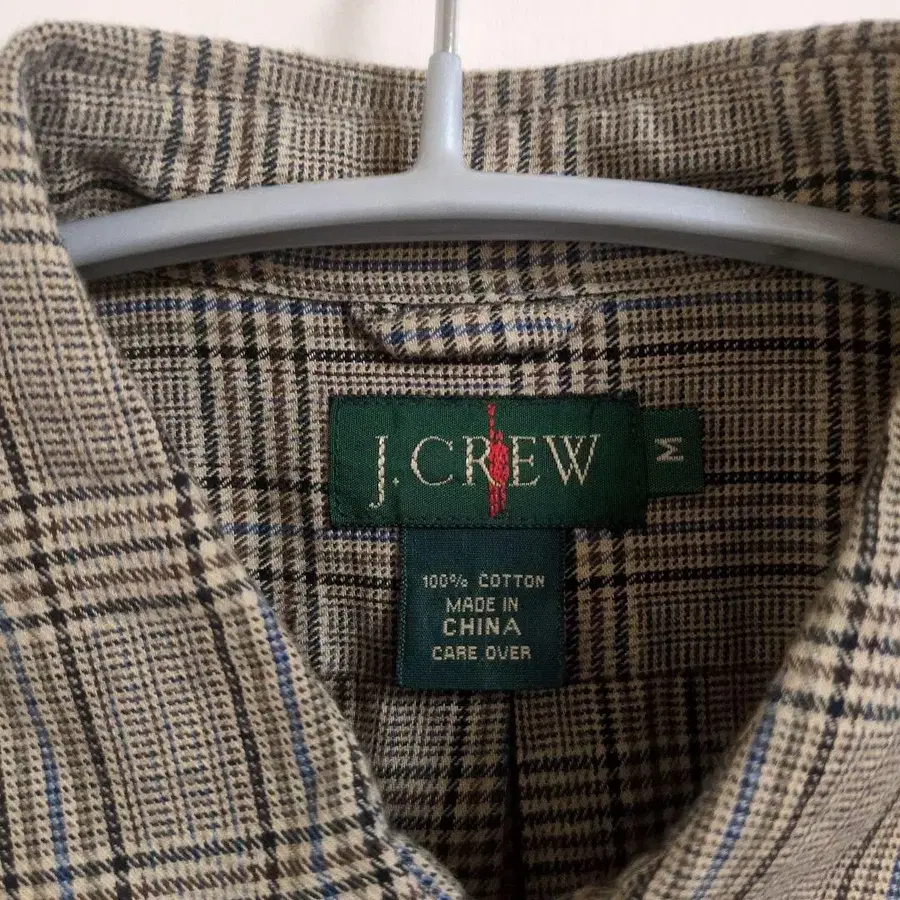 J.CREW
M
100% COTTON
MADE IN
CHINA
CARE OVER